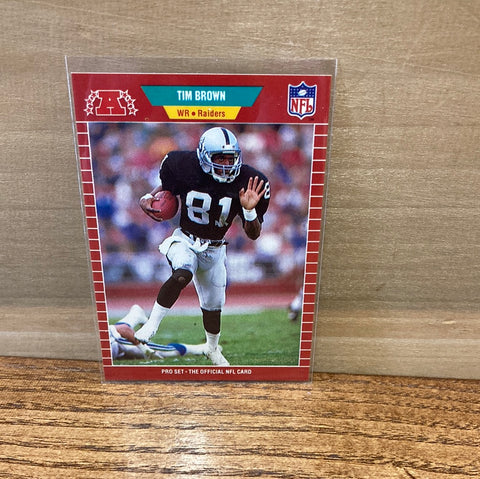 A
TIM BROWN
WR • Raiders
NFL
81
PRO SET - THE OFFICIAL NFL CARD